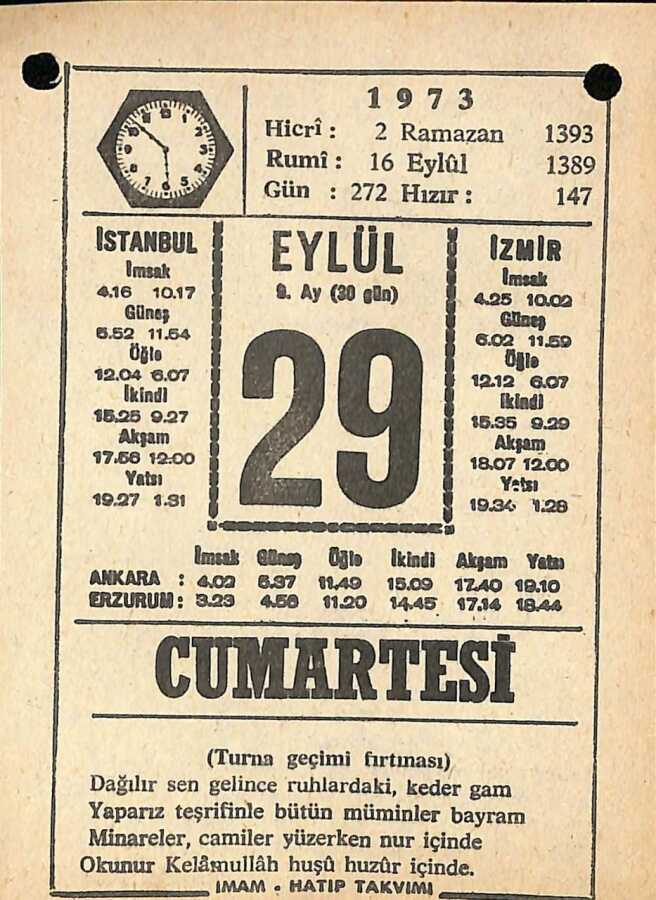 1973
Hicrî : 2 Ramazan 1393
Rumî : 16 Eylûl 1389
Gün : 272 Hızır : 147
İSTANBUL
İmsak
4.16 10.17
Güneş
5.52 11.54
Öğle
12.04 6.07
İkindi
15.25 9.27
Akşam
17.56 12.00
Yatsı
19.27 1.31
EYLÜL
9. Ay (30 gün)
29
İZMİR
İmsak
4.25 10.02
Güneş
6.02 11.59
Öğle
12.12 6.07
İkindi
15.35 9.29
Akşam
18.07 12.00
Yatsı
19.34 1.28
İmsak Güneş Öğle İkindi Akşam Yatsı
ANKARA : 4.02 5.37 11.49 15.09 17.40 19.10
ERZURUM : 3.23 4.56 11.20 14.45 17.14 18.44
CUMARTESİ
(Turna geçimi fırtınası)
Dağılır sen gelince ruhlardaki, keder gam
Yaparız teşrifinle bütün müminler bayram
Minareler, camiler yüzerken nur içinde
Okunur Kelâmullâh huşû huzûr içinde.
İMAM - HATİP TAKVİMİ